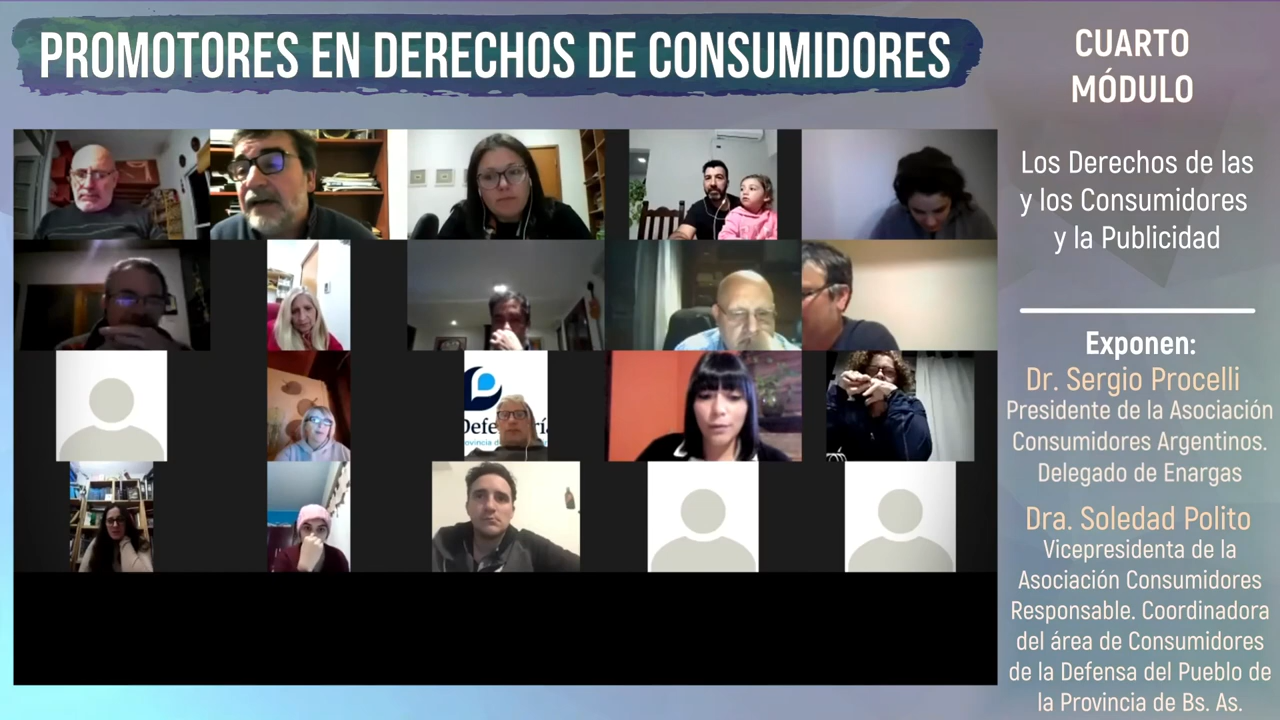 PROMOTORES EN DERECHOS DE CONSUMIDORES
CUARTO
MÓDULO
Los Derechos de las
y los Consumidores
y la Publicidad
Exponen:
Dr. Sergio Procelli
Presidente de la Asociación
Consumidores Argentinos.
Delegado de Enargas
Dra. Soledad Polito
Vicepresidenta de la
Asociación Consumidores
Responsable. Coordinadora
del área de Consumidores
de la Defensa del Pueblo de
la Provincia de Bs. As.